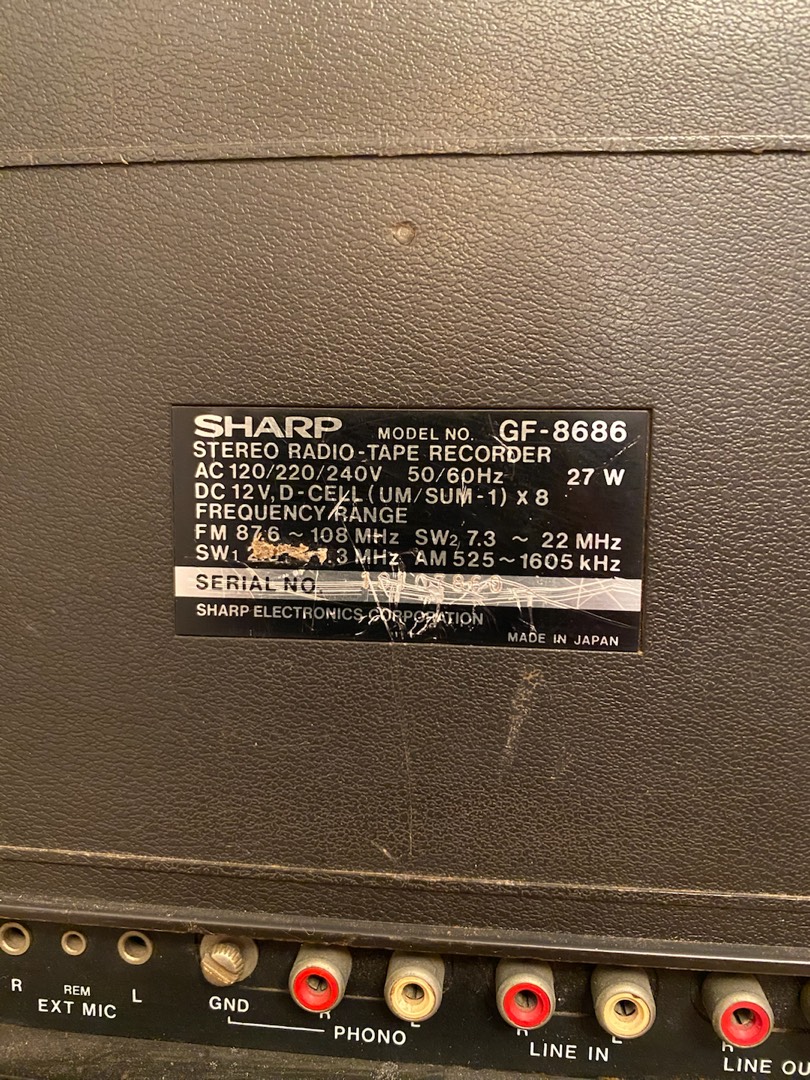 SHARP MODEL NO. GF-8686
STEREO RADIO-TAPE RECORDER
AC 120/220/240V 50/60Hz 27 W
DC 12V, D-CELL (UM/SUM-1) X 8
FREQUENCY RANGE
FM 87.6 ~ 108 MHz SW2 7.3 ~ 22 MHz
SW1 MHz AM 525 ~ 1605 kHz
SERIAL NO.
SHARP ELECTRONICS CORPORATION
MADE IN JAPAN
R REM L
EXT MIC
GND R L
PHONO
R L
LINE IN
R
LINE